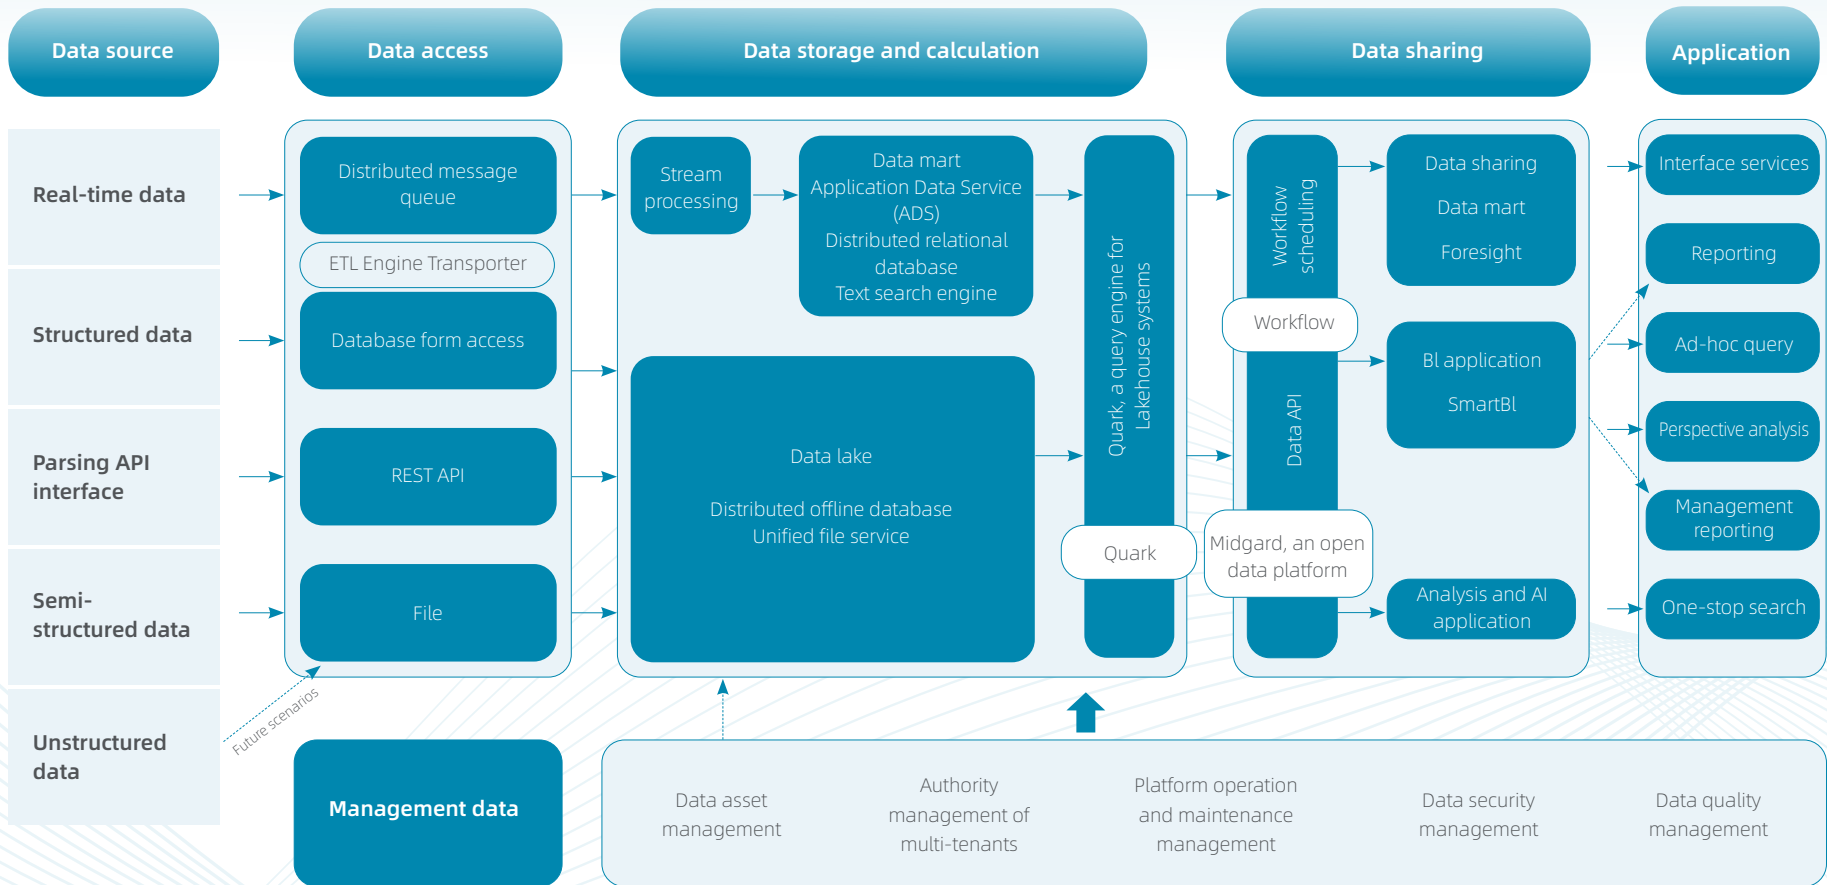 Data source
Data access
Data storage and calculation
Data sharing
Application
Real-time data
Structured data
Parsing API
interface
Semi-
structured data
Unstructured
data
Future scenarios
Distributed message
queue
ETL Engine Transporter
Database form access
REST API
File
Stream
processing
Data mart
Application Data Service
(ADS)
Distributed relational
database
Text search engine
Data lake
Distributed offline database
Unified file service
Quark, a query engine for
Lakehouse systems
Quark
Workflow
scheduling
Workflow
Data API
Midgard, an open
data platform
Data sharing
Data mart
Foresight
Bl application
SmartBl
Analysis and AI
application
Interface services
Reporting
Ad-hoc query
Perspective analysis
Management
reporting
One-stop search
Management data
Data asset
management
Authority
management of
multi-tenants
Platform operation
and maintenance
management
Data security
management
Data quality
management